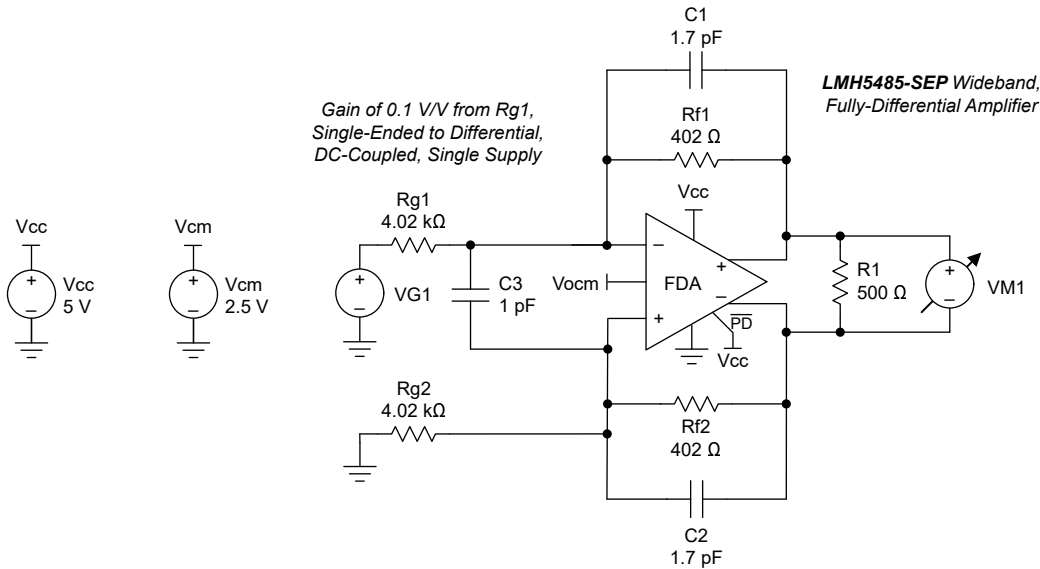 C1
1.7 pF
LMH5485-SEP Wideband,
Fully-Differential Amplifier
Gain of 0.1 V/V from Rg1,
Single-Ended to Differential,
DC-Coupled, Single Supply
Rf1
402 Ω
Vcc
Rg1
4.02 kΩ
Vcc
Vcm
+
−
Vcc
5 V
+
−
Vcm
2.5 V
+
−
VG1
C3
1 pF
Vocm
−
+
FDA
+
−
PD
Vcc
R1
500 Ω
+
−
VM1
Rg2
4.02 kΩ
Rf2
402 Ω
C2
1.7 pF